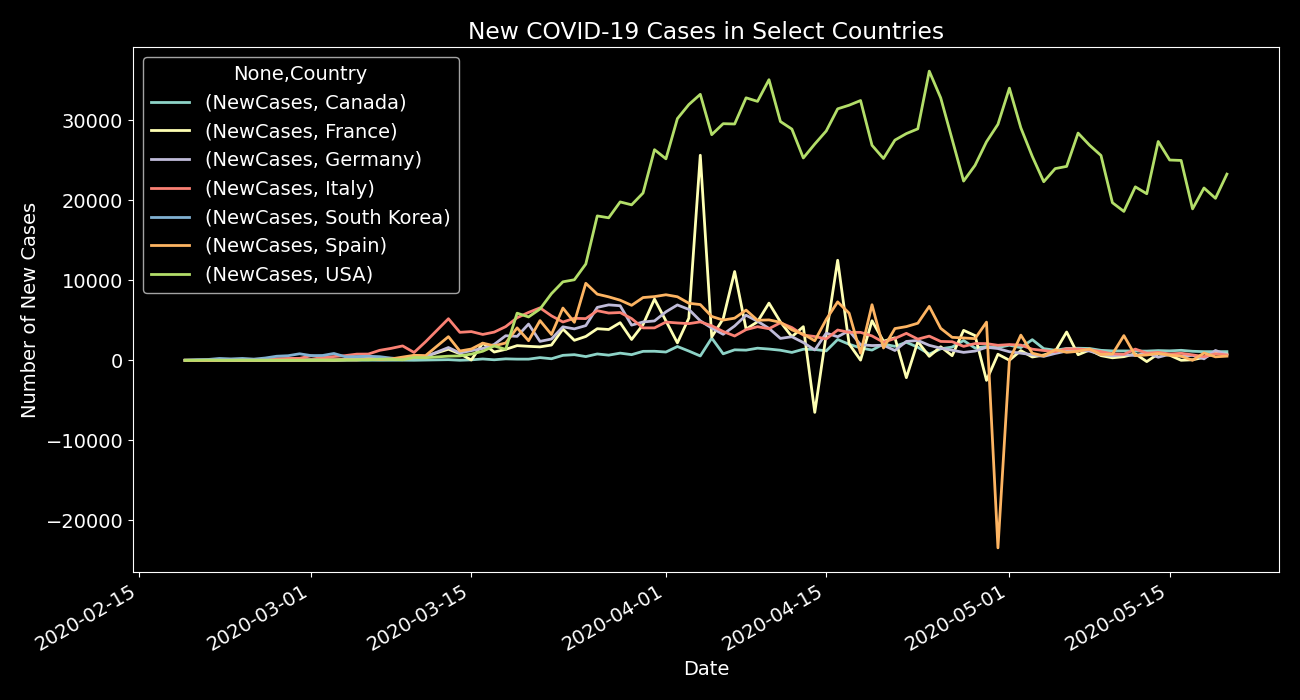 New COVID-19 Cases in Select Countries
None,Country
(NewCases, Canada)
(NewCases, France)
(NewCases, Germany)
(NewCases, Italy)
(NewCases, South Korea)
(NewCases, Spain)
(NewCases, USA)
Number of New Cases
30000
20000
10000
0
−10000
−20000
2020-02-15
2020-03-01
2020-03-15
2020-04-01
2020-04-15
2020-05-01
2020-05-15
Date